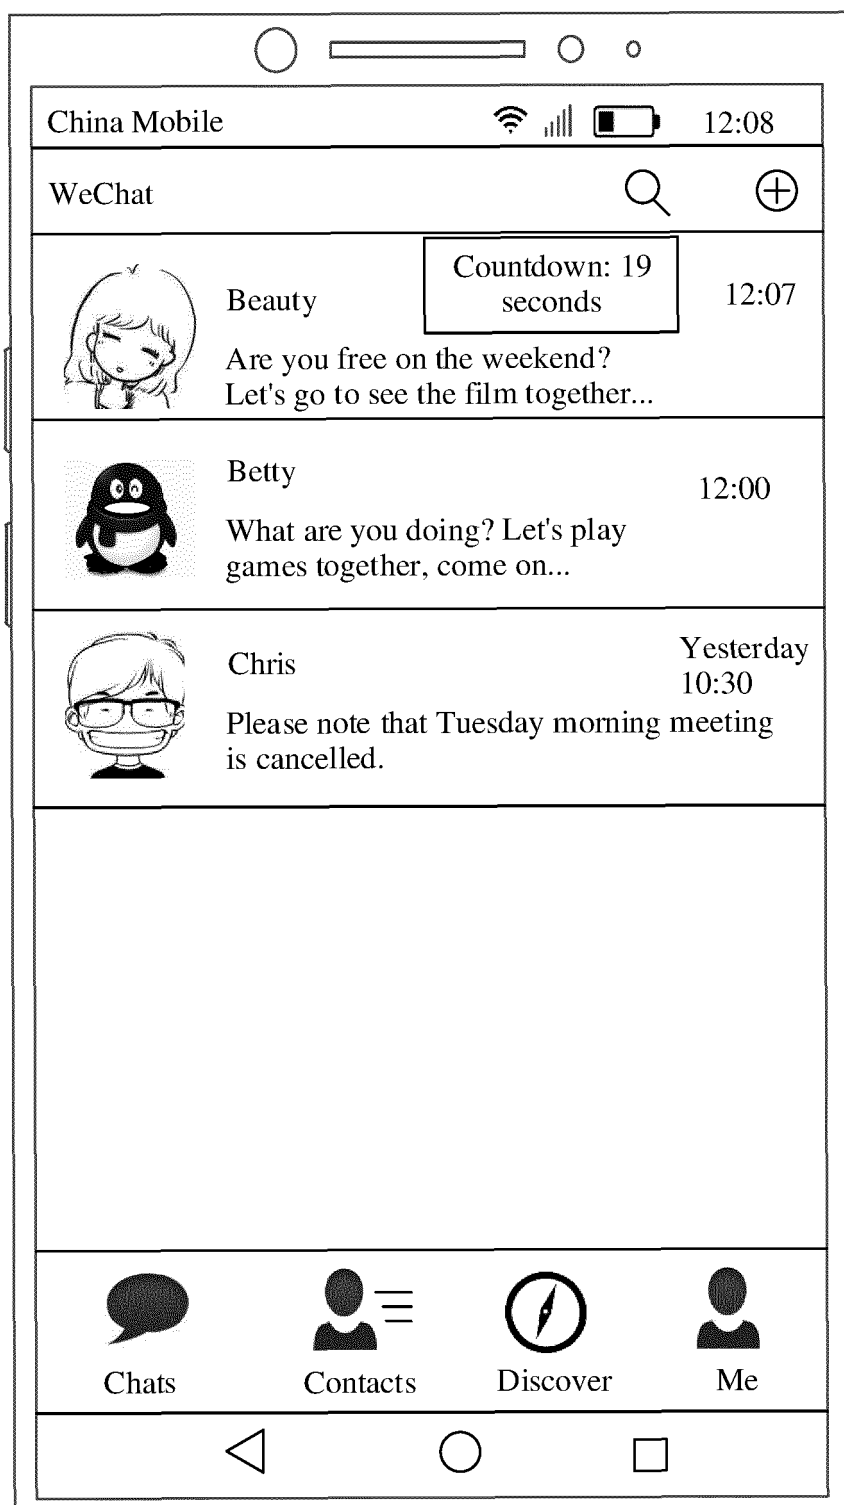 China Mobile 12:08
WeChat
Countdown: 19
seconds
Beauty 12:07
Are you free on the weekend?
Let's go to see the film together...
Betty 12:00
What are you doing? Let's play
games together, come on...
Chris Yesterday
10:30
Please note that Tuesday morning meeting
is cancelled.
Chats Contacts Discover Me